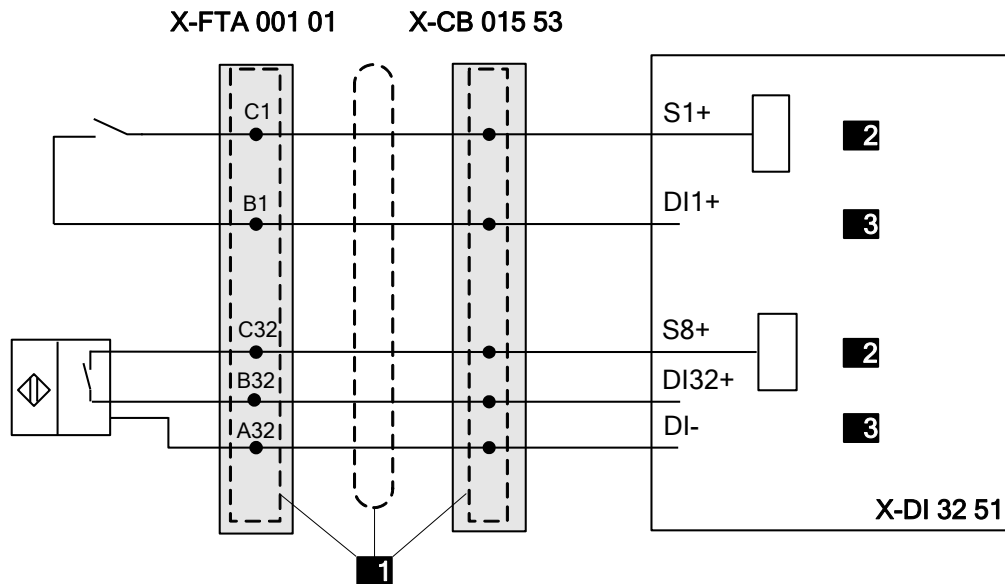 X-FTA 001 01
X-CB 015 53
C1
S1+
2
B1
DI1+
3
C32
S8+
2
B32
DI32+
A32
DI-
3
X-DI 32 51
1